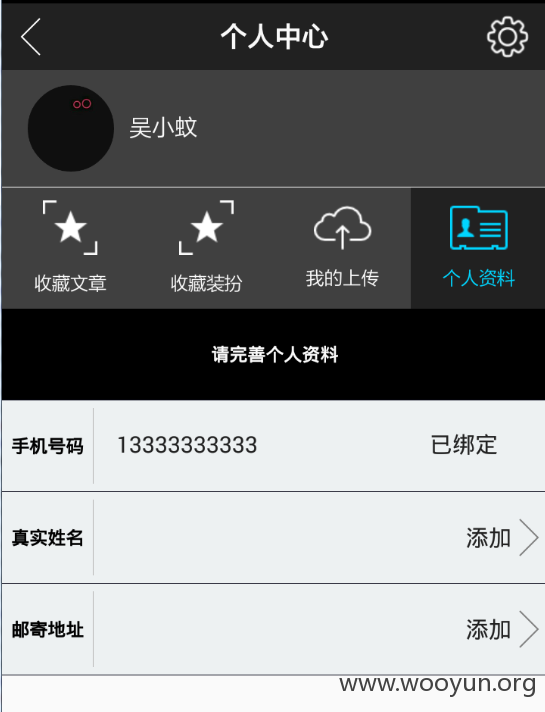 个人中心
吴小蚊
收藏文章 收藏装扮 我的上传 个人资料
请完善个人资料
手机号码 13333333333 已绑定
真实姓名 添加
邮寄地址 添加
www.wooyun.org